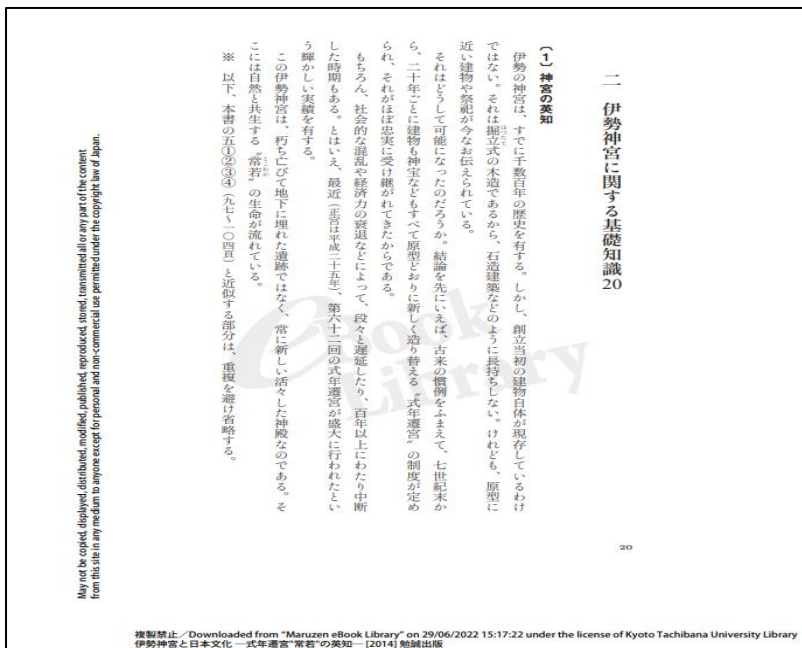 二　伊勢神宮に関する基礎知識20
〔1〕神宮の英知
　伊勢の神宮は、すでに千数百年の歴史を有する。しかし、創立当初の建物自体が現存しているわけ
ではない。それは掘立式の木造であるから、石造建築などのように長持ちしない。けれども、原型に
近い建物や祭祀が今なお伝えられている。
　それはどうして可能になったのだろうか。結論を先にいえば、古来の慣例をふまえて、七世紀末か
ら、二十年ごとに建物も神宝などもすべて原型どおりに新しく造り替える〝式年遷宮〟の制度が定め
られ、それがほぼ忠実に受け継がれてきたからである。
　もちろん、社会的な混乱や経済力の衰退などによって、段々と遅延したり、百年以上にわたり中断
した時期もある。とはいえ、最近（正宮は平成二十五年）、第六十二回の式年遷宮が盛大に行われたとい
う輝かしい実績を有する。
　この伊勢神宮は、朽ち亡びて地下に埋れた遺跡ではなく、常に新しい活々した神殿なのである。そ
こには自然と共生する〝常若〟の生命が流れている。
※　以下、本書の五①②③④（九七〜一〇四頁）と近似する部分は、重複を避け省略する。
ほったて
とこわか
20
eBook
Library
May not be copied, displayed, distributed, modified, published, reproduced, stored, transmitted all or any part of the content
from this site in any medium to anyone except for personal and non-commercial use permitted under the copyright law of Japan.
複製禁止／Downloaded from "Maruzen eBook Library" on 29/06/2022 15:17:22 under the license of Kyoto Tachibana University Library
伊勢神宮と日本文化 ―式年遷宮"常若"の英知― [2014] 勉誠出版